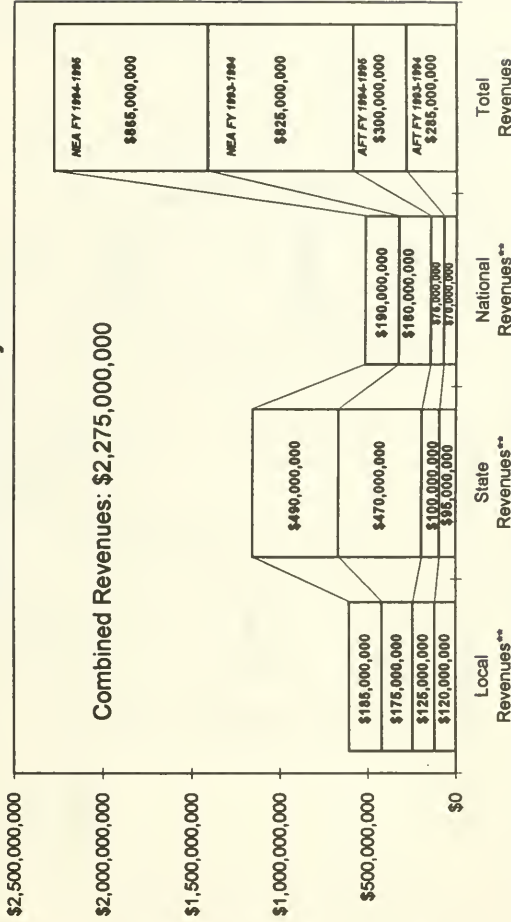 $2,500,000,000
$2,000,000,000
$1,500,000,000
$1,000,000,000
$500,000,000
$0
Combined Revenues: $2,275,000,000
$185,000,000
$175,000,000
$125,000,000
$120,000,000
$490,000,000
$470,000,000
$100,000,000
$95,000,000
$190,000,000
$180,000,000
$75,000,000
$70,000,000
NEA FY 1994-1995
$865,000,000
NEA FY 1993-1994
$825,000,000
AFT FY 1994-1995
$300,000,000
AFT FY 1993-1994
$285,000,000
Local
Revenues**
State
Revenues**
National
Revenues**
Total
Revenues